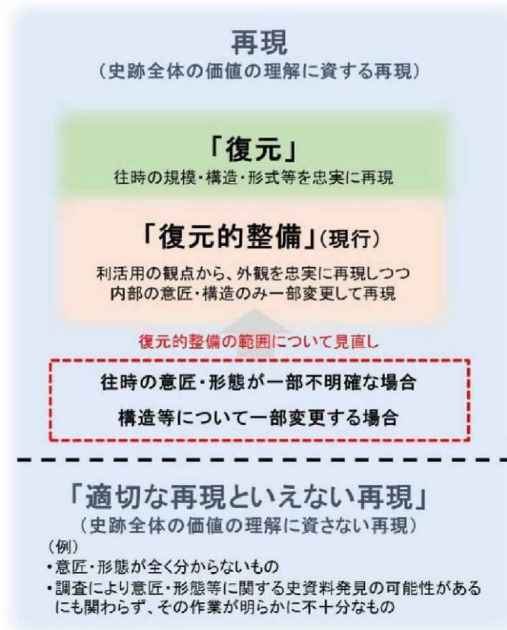 再現
(史跡全体の価値の理解に資する再現)
「復元」
往時の規模・構造・形式等を忠実に再現
「復元的整備」(現行)
利活用の観点から、外観を忠実に再現しつつ
内部の意匠・構造のみ一部変更して再現
復元的整備の範囲について見直し
往時の意匠・形態が一部不明確な場合
構造等について一部変更する場合
「適切な再現といえない再現」
(史跡全体の価値の理解に資さない再現)
(例)
・意匠・形態が全く分からないもの
・調査により意匠・形態等に関する史資料発見の可能性がある
にも関わらず、その作業が明らかに不十分なもの